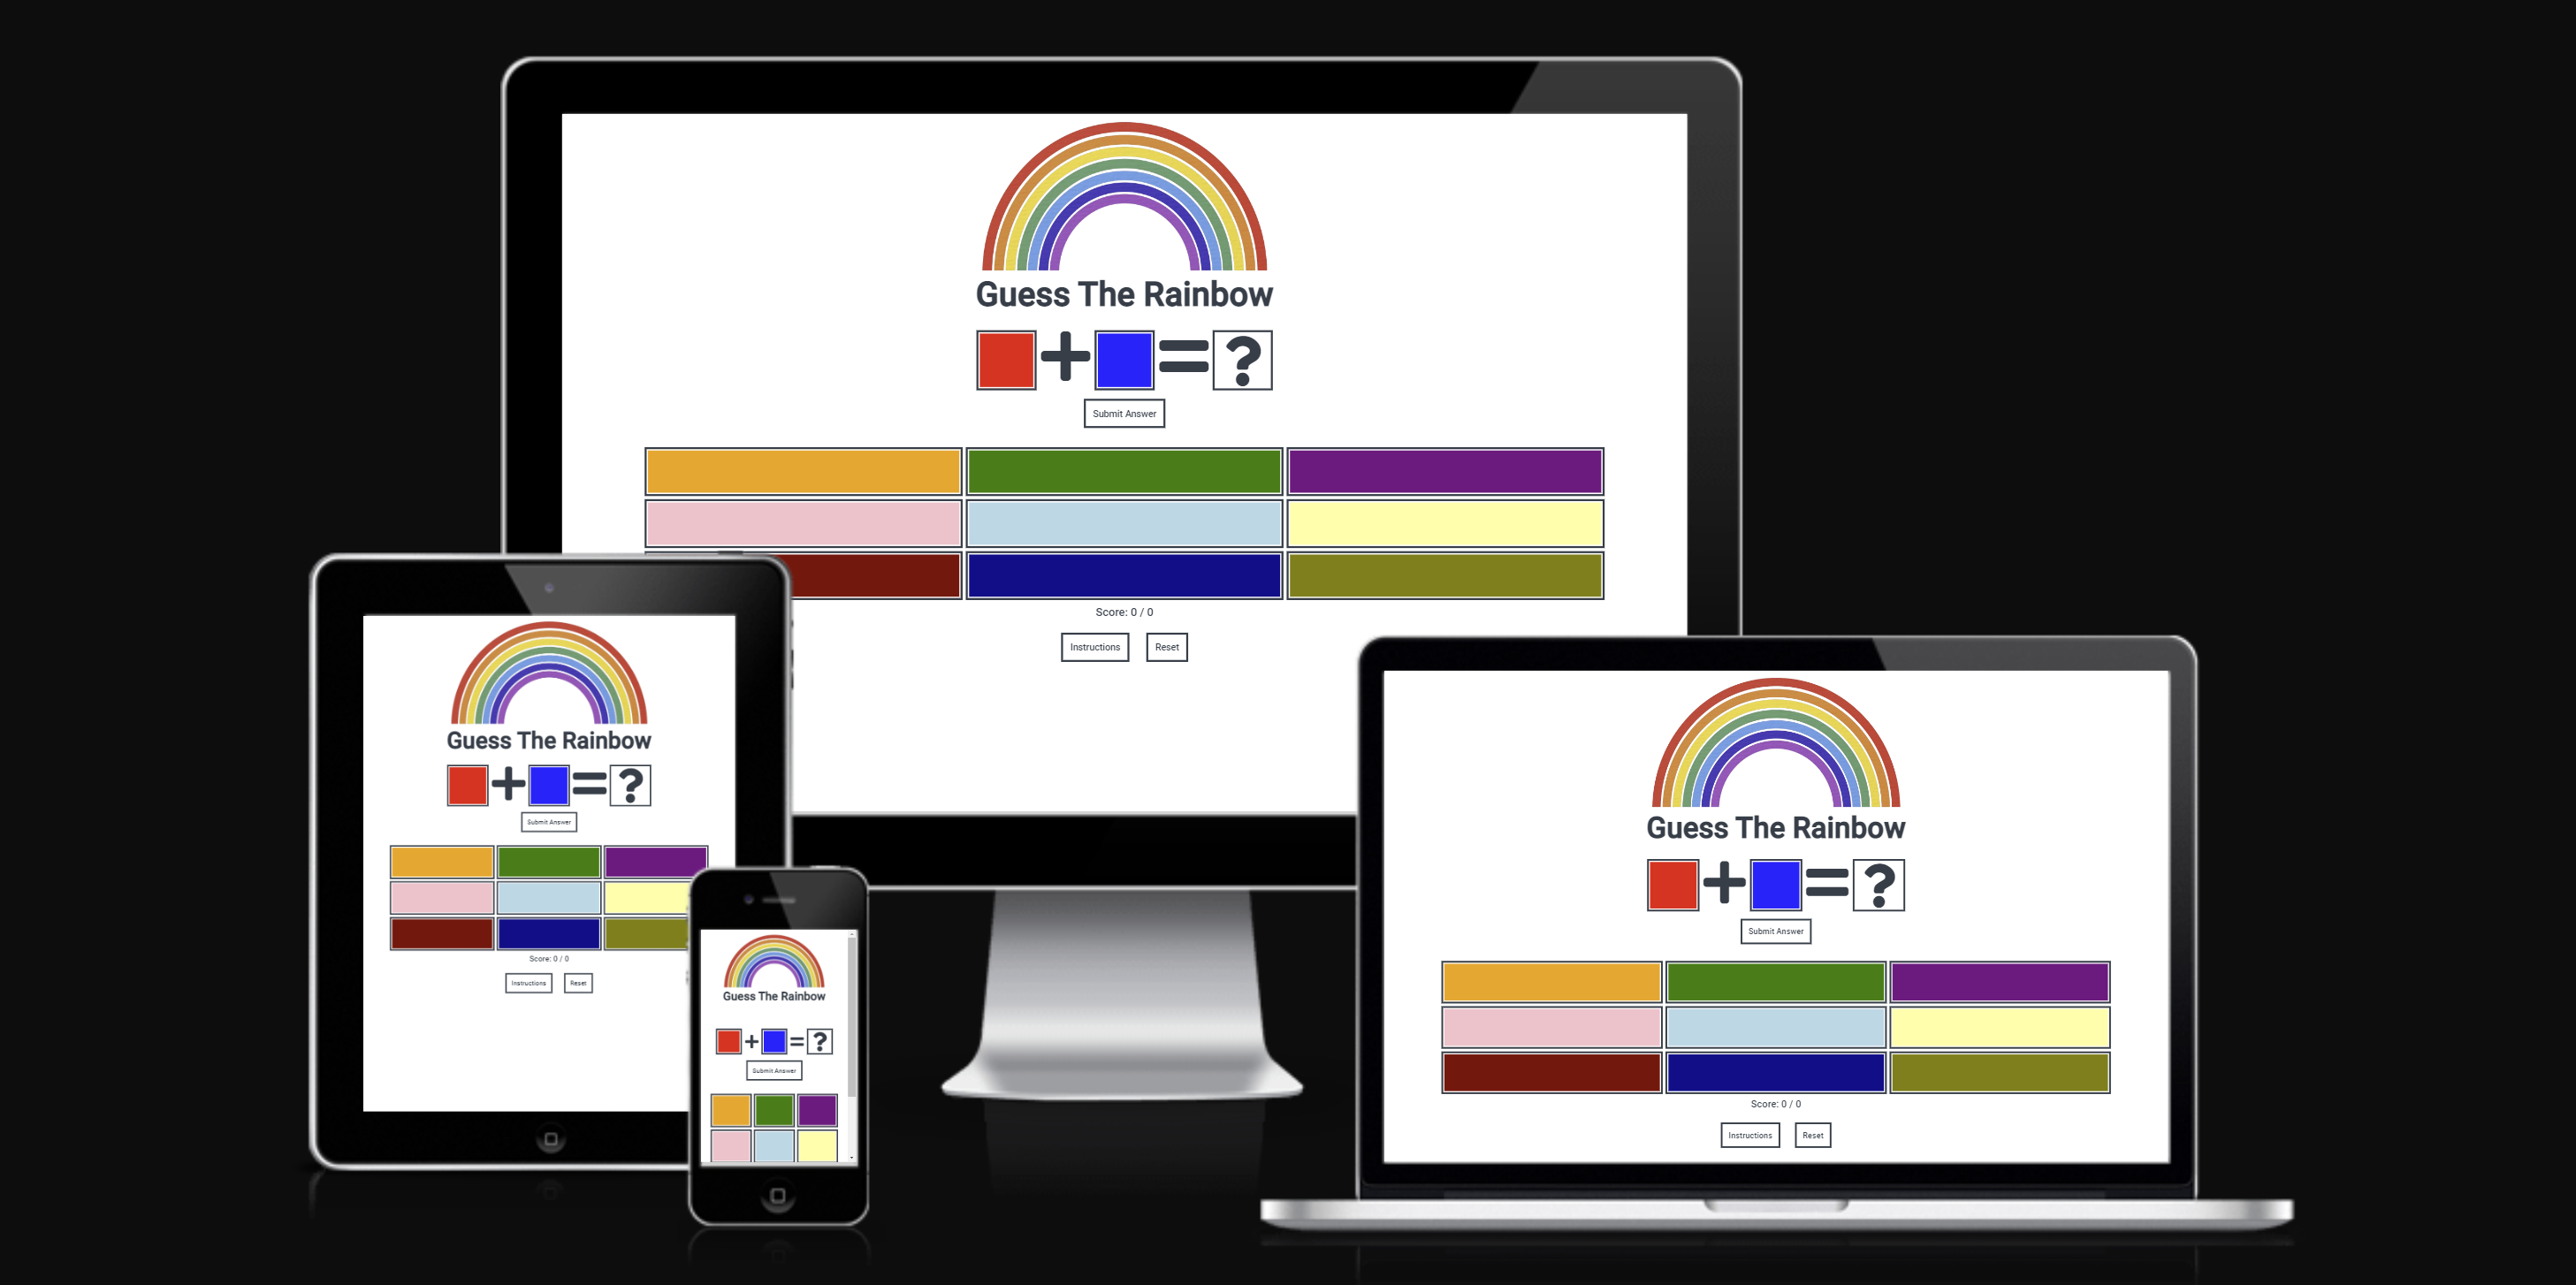 Guess The Rainbow
+ = ?
Submit Answer
Score: 0 / 0
Instructions Reset
Guess The Rainbow
+ = ?
Submit Answer
Score: 0 / 0
Instructions Reset
Guess The Rainbow
+ = ?
Submit Answer
Guess The Rainbow
+ = ?
Submit Answer
Score: 0 / 0
Instructions Reset